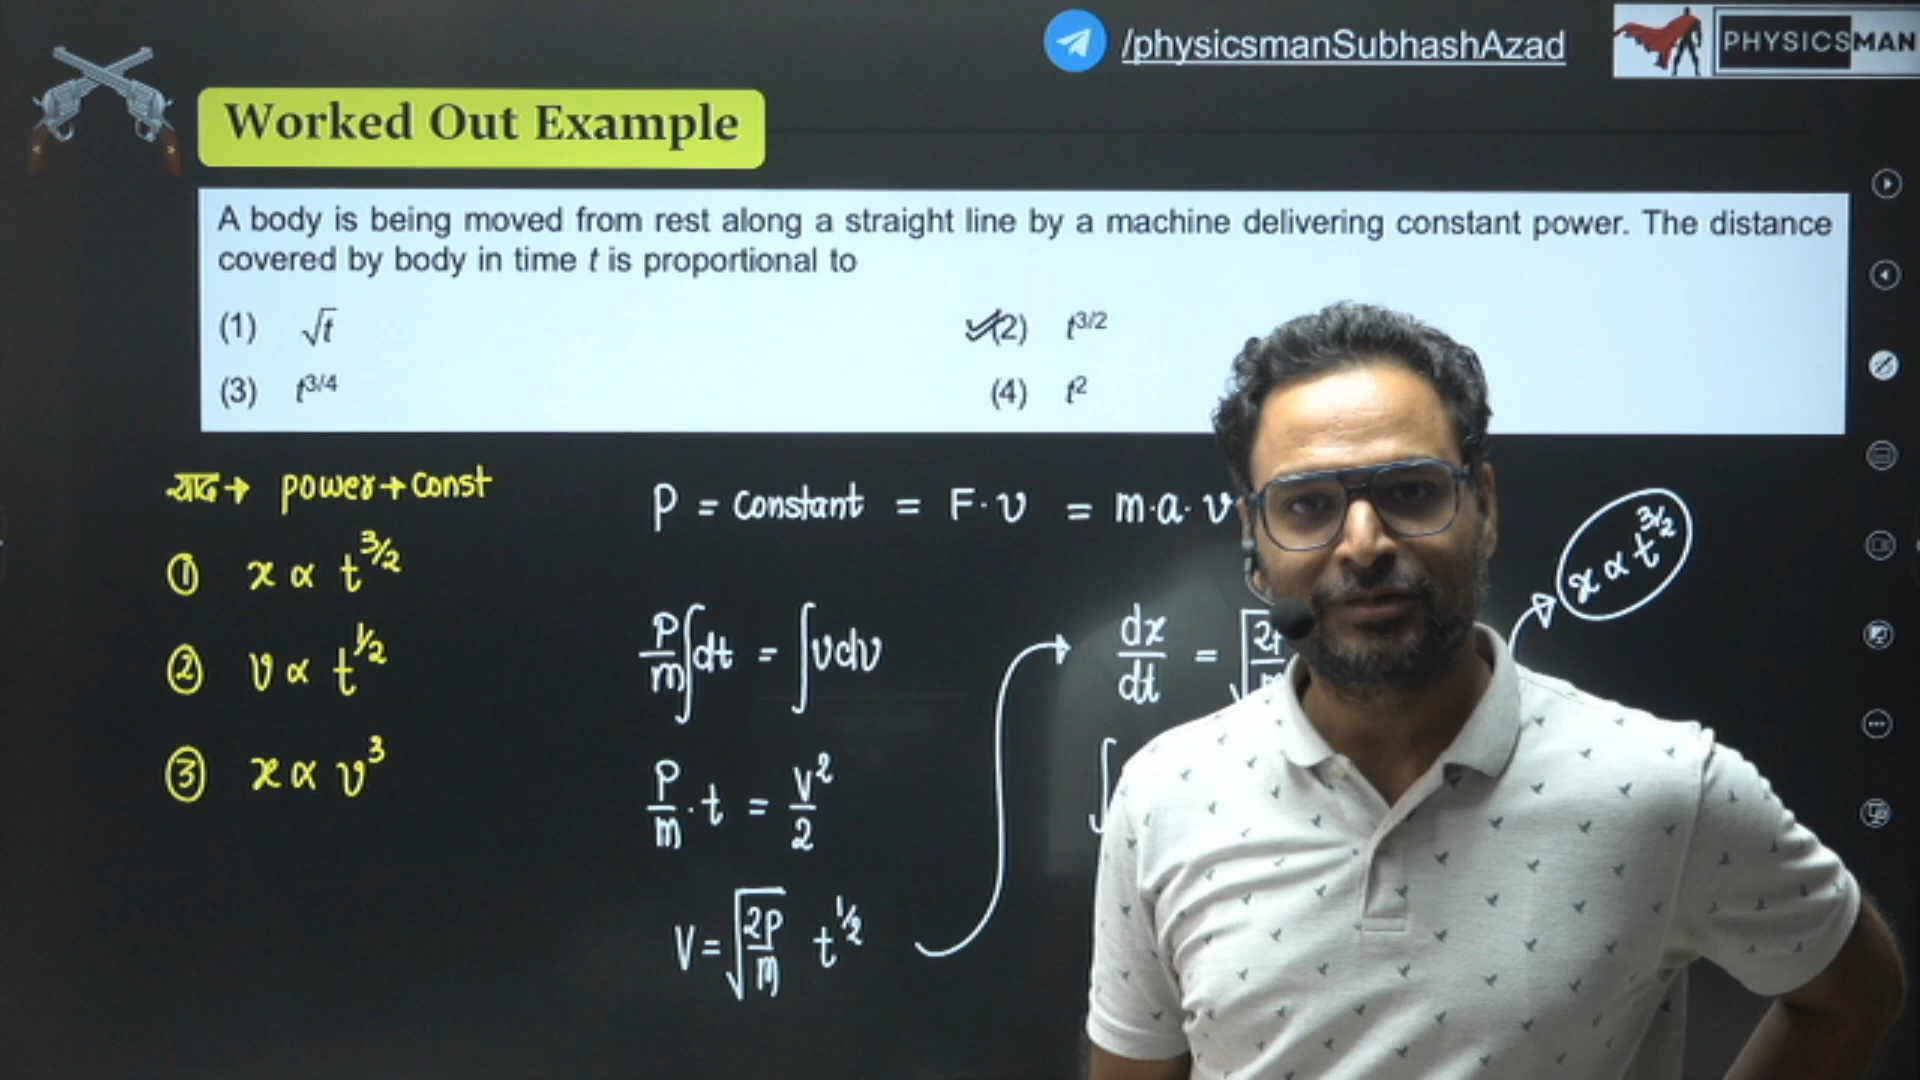 /physicsmanSubhashAzad
PHYSICSMAN
Worked Out Example
A body is being moved from rest along a straight line by a machine delivering constant power. The distance
covered by body in time t is proportional to
(1) √t
(2) t^3/2
(3) t^3/4
(4) t^2
याद → power → const
① x ∝ t^3/2
② v ∝ t^1/2
③ x ∝ v^3
P = constant = F·v = m·a·v
P/m ∫dt = ∫vdv
P/m · t = v^2/2
V = √(2P/m) t^1/2
dx/dt = √
x ∝ t^3/2